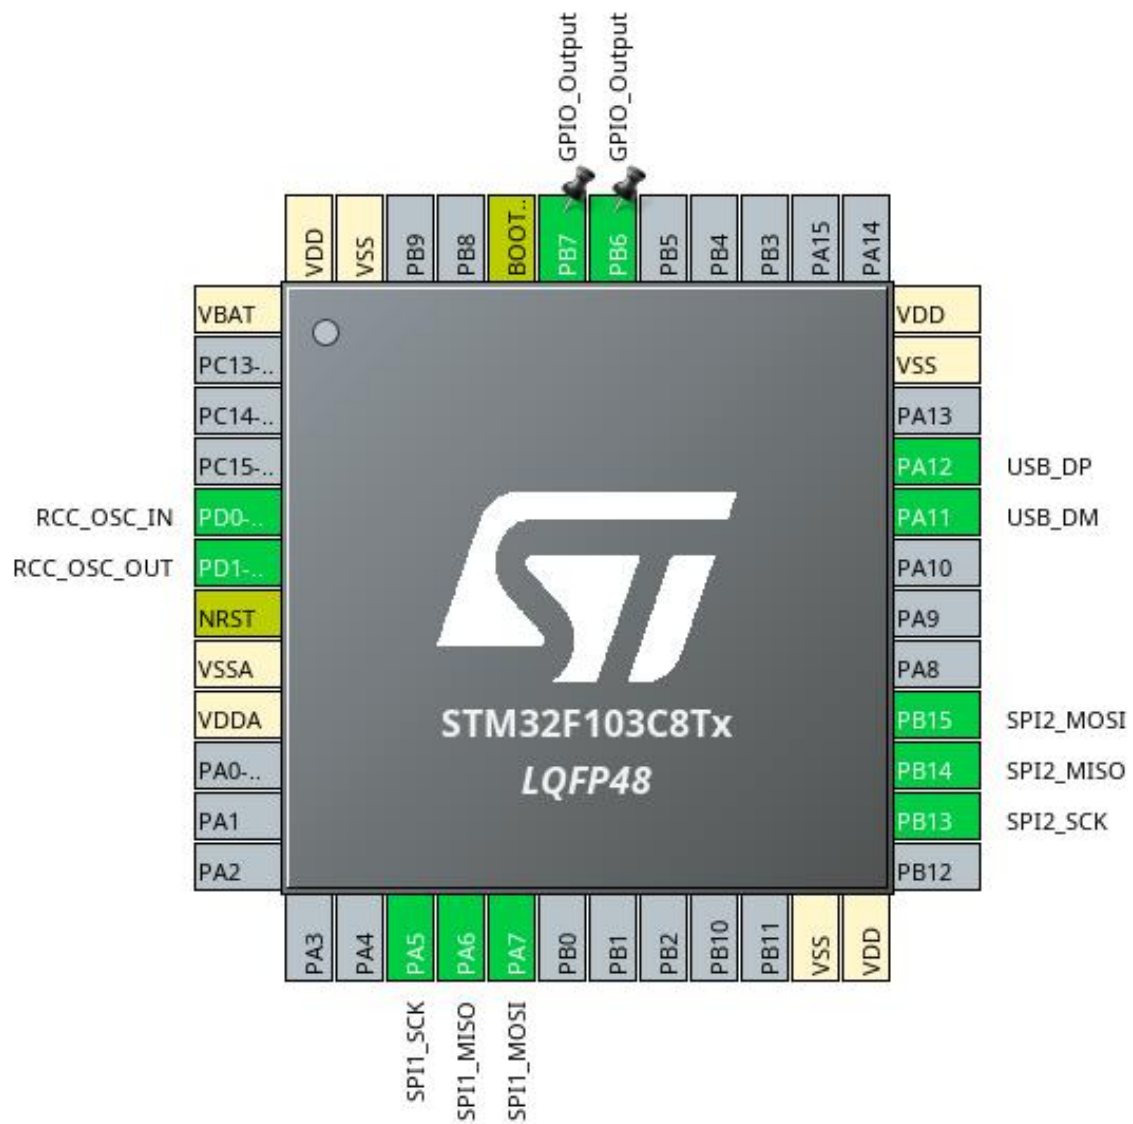 GPIO_Output
GPIO_Output
VDD
VSS
PB9
PB8
BOOT..
PB7
PB6
PB5
PB4
PB3
PA15
PA14
VBAT
PC13-..
PC14-..
PC15-..
RCC_OSC_IN PD0-..
RCC_OSC_OUT PD1-..
NRST
VSSA
VDDA
PA0-..
PA1
PA2
VDD
VSS
PA13
PA12 USB_DP
PA11 USB_DM
PA10
PA9
PA8
PB15 SPI2_MOSI
PB14 SPI2_MISO
PB13 SPI2_SCK
PB12
STM32F103C8Tx
LQFP48
PA3
PA4
PA5
PA6
PA7
PB0
PB1
PB2
PB10
PB11
VSS
VDD
SPI1_SCK
SPI1_MISO
SPI1_MOSI